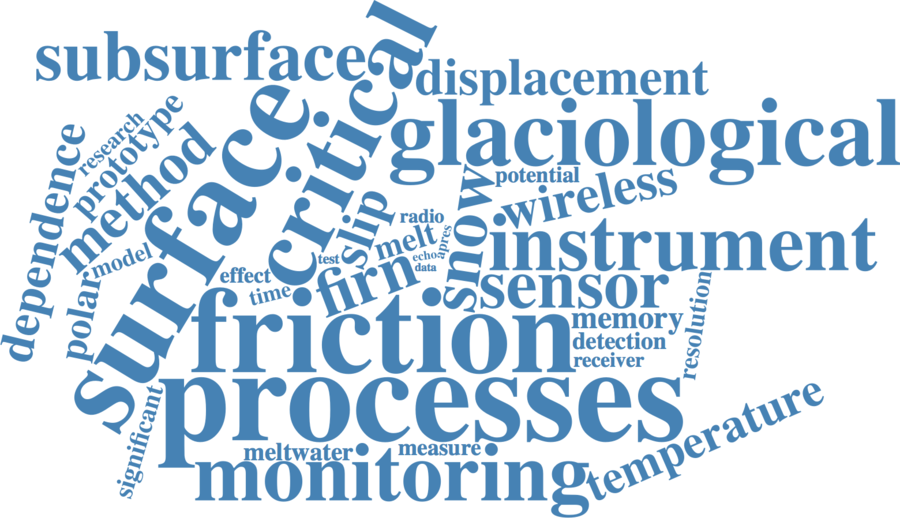 subsurface
critical
displacement
glaciological
surface
research
prototype
method
dependence
potential
wireless
snow
slip
radio
apres
melt
instrument
model
polar
test
echo
data
effect
time
firn
sensor
friction
memory
detection
receiver
resolution
processes
significant
meltwater
measure
monitoring
temperature